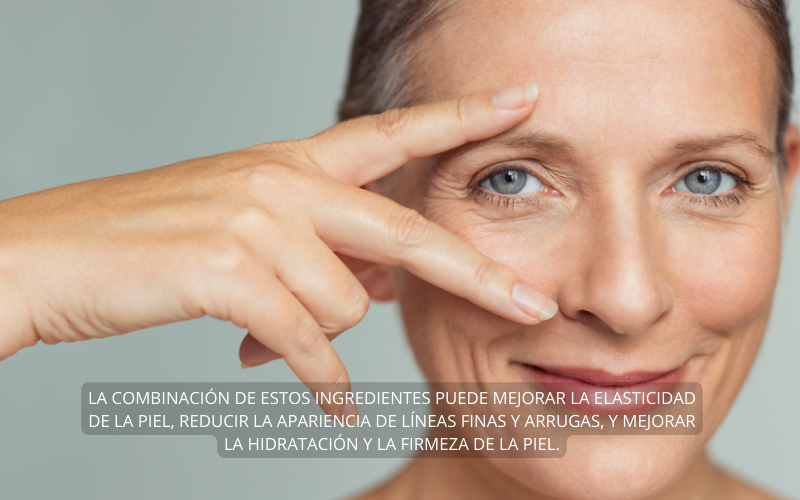 LA COMBINACIÓN DE ESTOS INGREDIENTES PUEDE MEJORAR LA ELASTICIDAD
DE LA PIEL, REDUCIR LA APARIENCIA DE LÍNEAS FINAS Y ARRUGAS, Y MEJORAR
LA HIDRATACIÓN Y LA FIRMEZA DE LA PIEL.